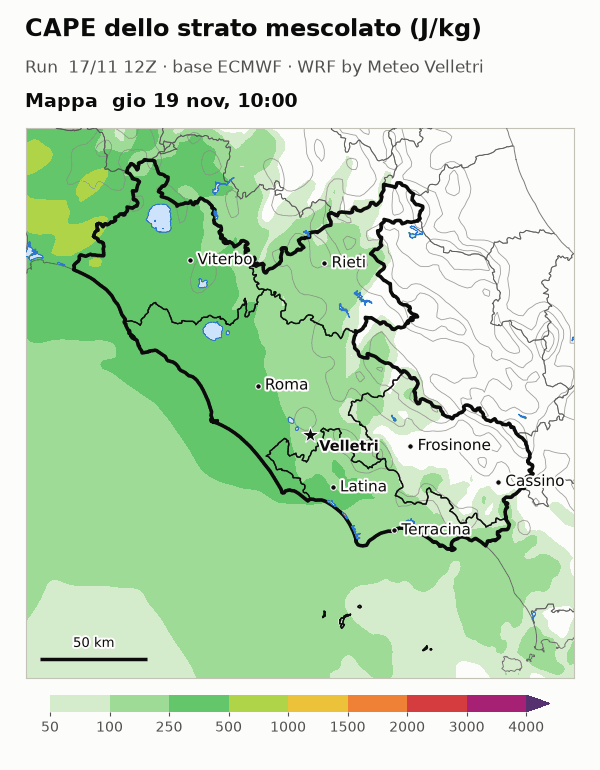 CAPE dello strato mescolato (J/kg)
Run  17/11 12Z · base ECMWF · WRF by Meteo Velletri
Mappa  gio 19 nov, 10:00
Viterbo
Rieti
Roma
Velletri
Frosinone
Latina
Cassino
Terracina
50 km
50 100 250 500 1000 1500 2000 3000 4000